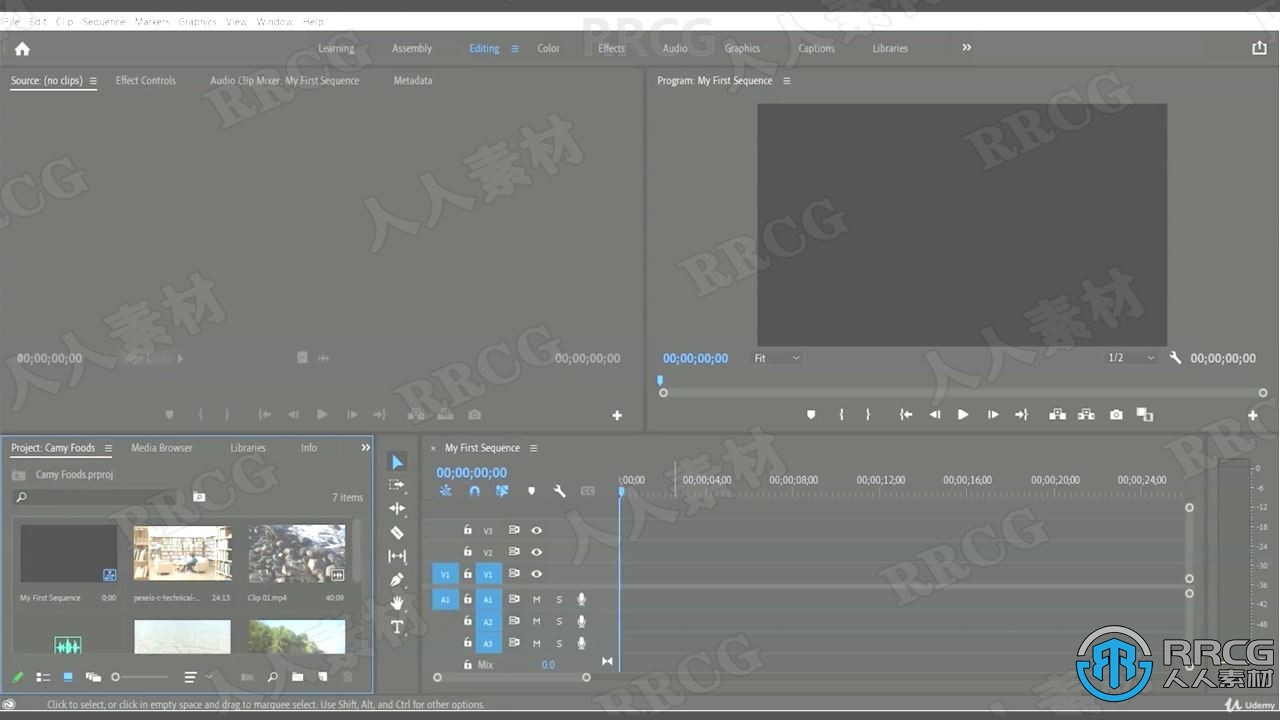 File Edit Clip Sequence Markers Graphics View Window Help
RRCG
Learning Assembly Editing Color Effects Audio Graphics Captions Libraries
Source: (no clips) Effect Controls Audio Clip Mixer: My First Sequence Metadata
Program: My First Sequence
00;00;00;00
00;00;00;00
00;00;00;00 Fit 1/2 00;00;00;00
Project: Camy Foods Media Browser Libraries Info
Camy Foods.prproj
7 items
My First Sequence 0;00
pexels-c-technical-... 24:13
Clip 01.mp4 40:09
× My First Sequence
00;00;00;00
;00;00 00;00;04;00 00;00;08;00 00;00;12;00 00;00;16;00 00;00;20;00 00;00;24;00
V3
V2
V1 V1
A1 A1 M S
A2 M S
A3 M S
Mix 0.0
0
-6
-12
-18
-24
-30
-36
-42
-48
Click to select, or click in empty space and drag to marquee select. Use Shift, Alt, and Ctrl for other options.
RRCG
人人素材
RRCG
人人素材
Udemy